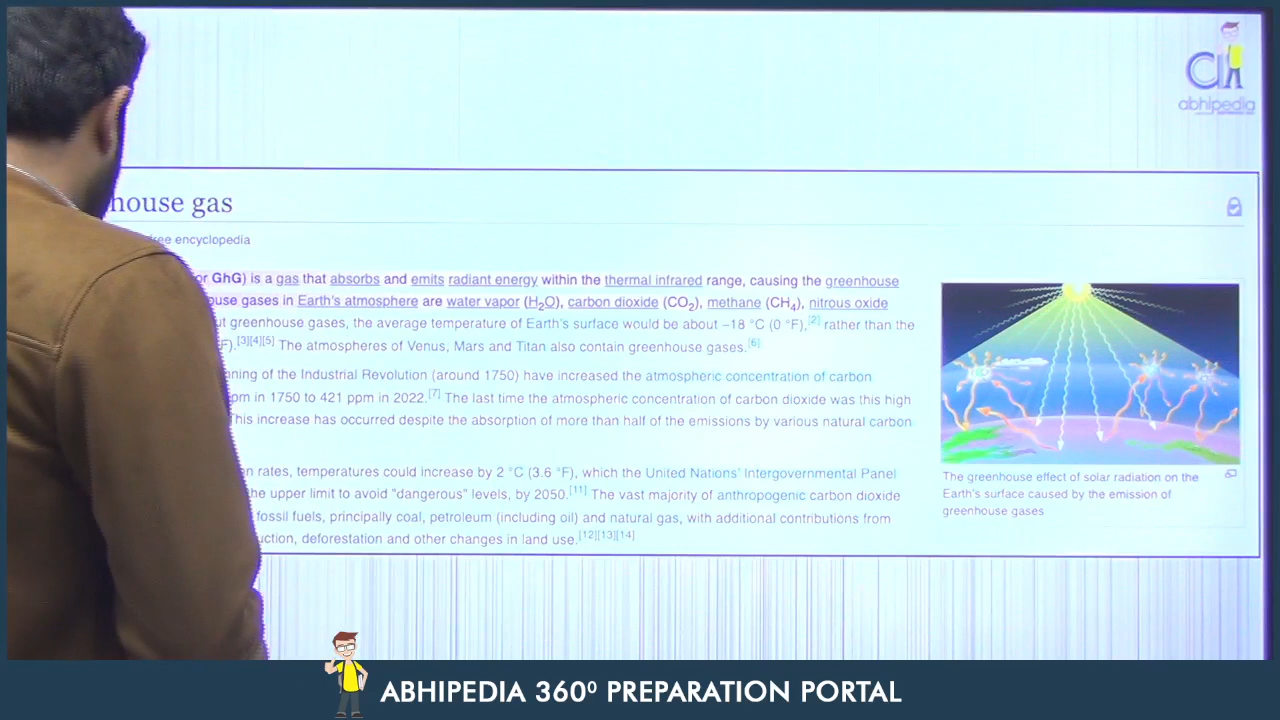 abhipedia
house gas
free encyclopedia
or GhG) is a gas that absorbs and emits radiant energy within the thermal infrared range, causing the greenhouse
ouse gases in Earth's atmosphere are water vapor (H₂O), carbon dioxide (CO₂), methane (CH₄), nitrous oxide
ut greenhouse gases, the average temperature of Earth's surface would be about −18 °C (0 °F),[2] rather than the
F).[3][4][5] The atmospheres of Venus, Mars and Titan also contain greenhouse gases.[6]
nning of the Industrial Revolution (around 1750) have increased the atmospheric concentration of carbon
pm in 1750 to 421 ppm in 2022.[7] The last time the atmospheric concentration of carbon dioxide was this high
This increase has occurred despite the absorption of more than half of the emissions by various natural carbon
n rates, temperatures could increase by 2 °C (3.6 °F), which the United Nations' Intergovernmental Panel
he upper limit to avoid "dangerous" levels, by 2050.[11] The vast majority of anthropogenic carbon dioxide
fossil fuels, principally coal, petroleum (including oil) and natural gas, with additional contributions from
uction, deforestation and other changes in land use.[12][13][14]
The greenhouse effect of solar radiation on the
Earth's surface caused by the emission of
greenhouse gases
ABHIPEDIA 360⁰ PREPARATION PORTAL